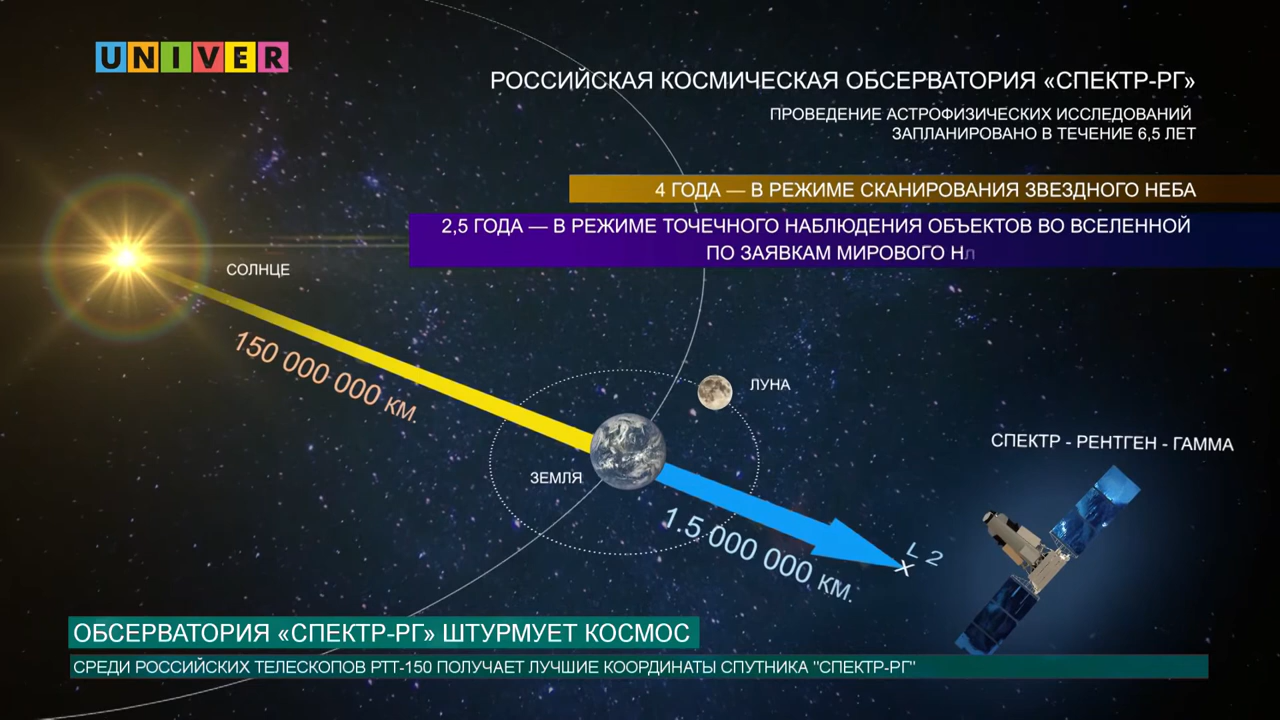 UNIVER
РОССИЙСКАЯ КОСМИЧЕСКАЯ ОБСЕРВАТОРИЯ «СПЕКТР-РГ»
ПРОВЕДЕНИЕ АСТРОФИЗИЧЕСКИХ ИССЛЕДОВАНИЙ
ЗАПЛАНИРОВАНО В ТЕЧЕНИЕ 6,5 ЛЕТ
4 ГОДА — В РЕЖИМЕ СКАНИРОВАНИЯ ЗВЕЗДНОГО НЕБА
2,5 ГОДА — В РЕЖИМЕ ТОЧЕЧНОГО НАБЛЮДЕНИЯ ОБЪЕКТОВ ВО ВСЕЛЕННОЙ
ПО ЗАЯВКАМ МИРОВОГО Нл
СОЛНЦЕ
150 000 000 КМ.
ЛУНА
ЗЕМЛЯ
СПЕКТР - РЕНТГЕН - ГАММА
1.5 000 000 КМ.
L 2
X
ОБСЕРВАТОРИЯ «СПЕКТР-РГ» ШТУРМУЕТ КОСМОС
СРЕДИ РОССИЙСКИХ ТЕЛЕСКОПОВ РТТ-150 ПОЛУЧАЕТ ЛУЧШИЕ КООРДИНАТЫ СПУТНИКА "СПЕКТР-РГ"